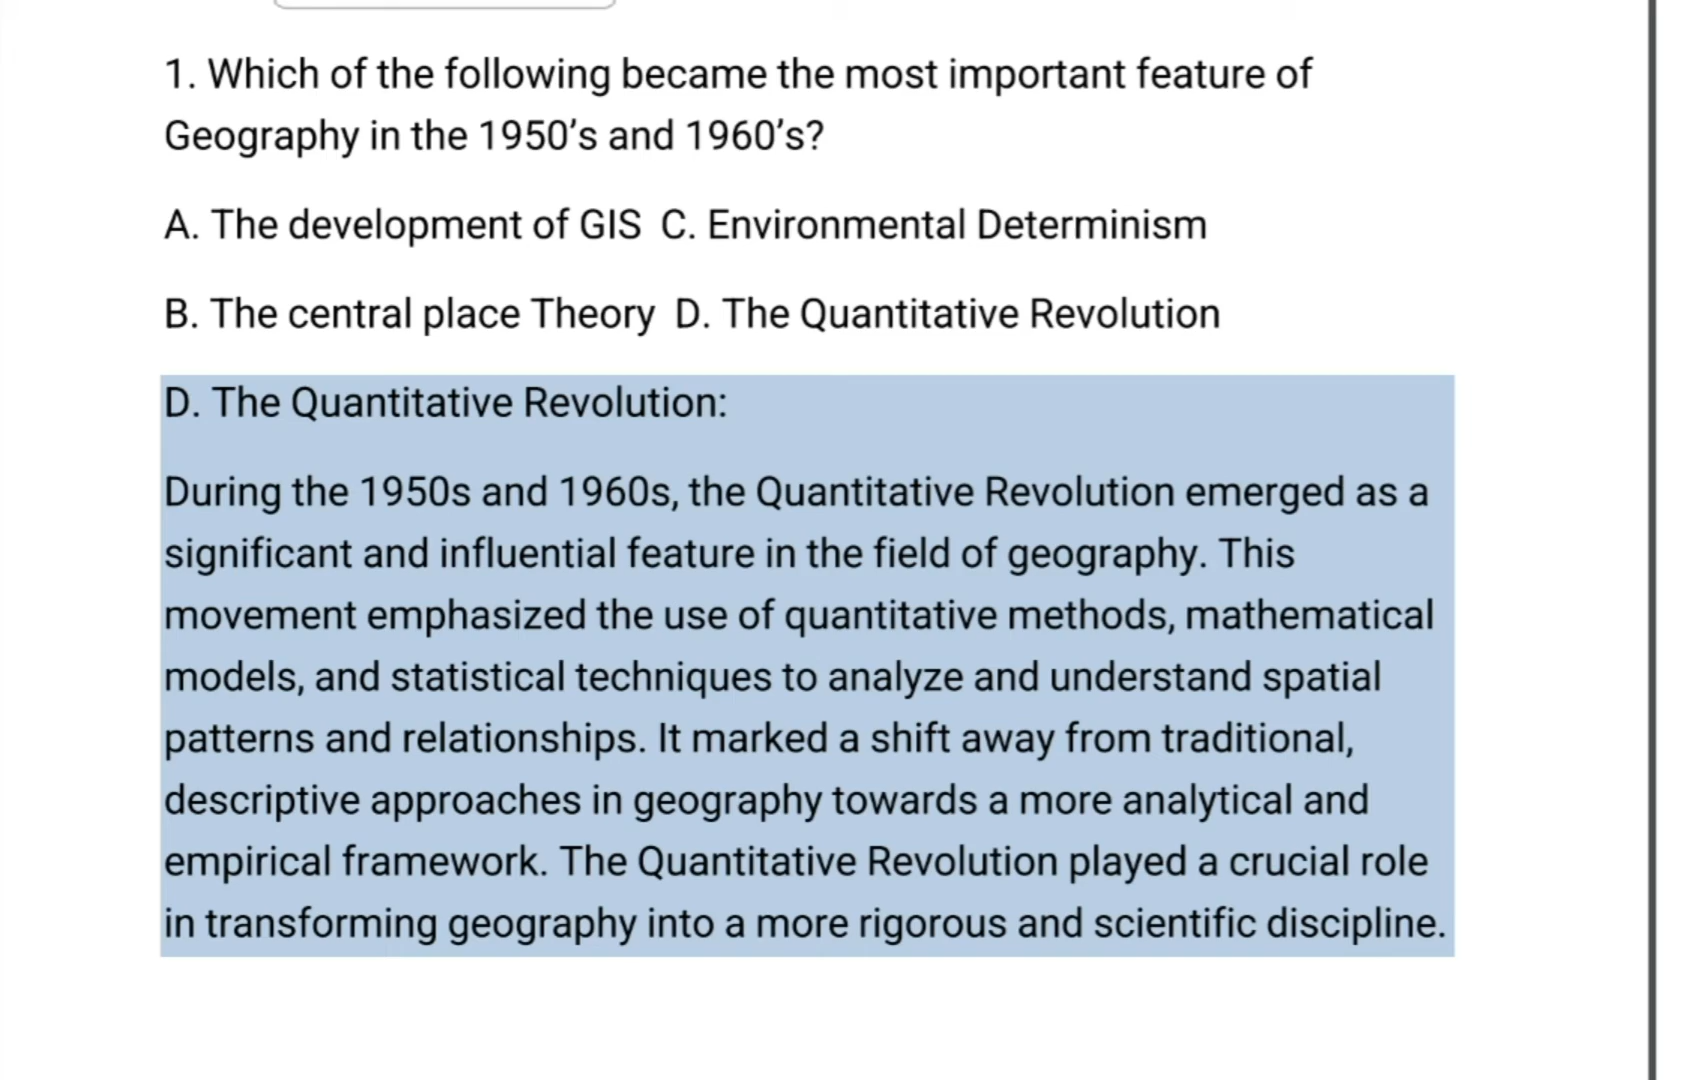 1. Which of the following became the most important feature of
Geography in the 1950’s and 1960’s?
A. The development of GIS C. Environmental Determinism
B. The central place Theory D. The Quantitative Revolution
D. The Quantitative Revolution:
During the 1950s and 1960s, the Quantitative Revolution emerged as a
significant and influential feature in the field of geography. This
movement emphasized the use of quantitative methods, mathematical
models, and statistical techniques to analyze and understand spatial
patterns and relationships. It marked a shift away from traditional,
descriptive approaches in geography towards a more analytical and
empirical framework. The Quantitative Revolution played a crucial role
in transforming geography into a more rigorous and scientific discipline.